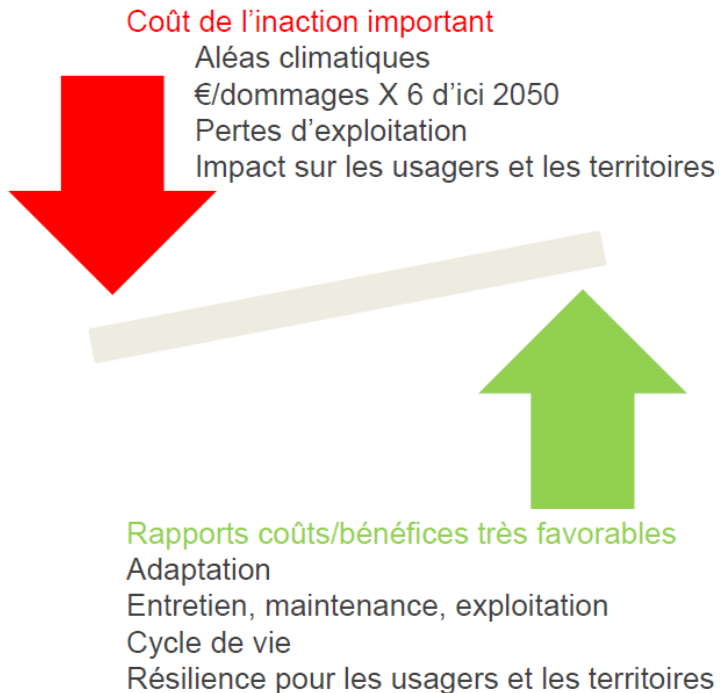 Coût de l’inaction important
Aléas climatiques
€/dommages X 6 d’ici 2050
Pertes d’exploitation
Impact sur les usagers et les territoires
Rapports coûts/bénéfices très favorables
Adaptation
Entretien, maintenance, exploitation
Cycle de vie
Résilience pour les usagers et les territoires